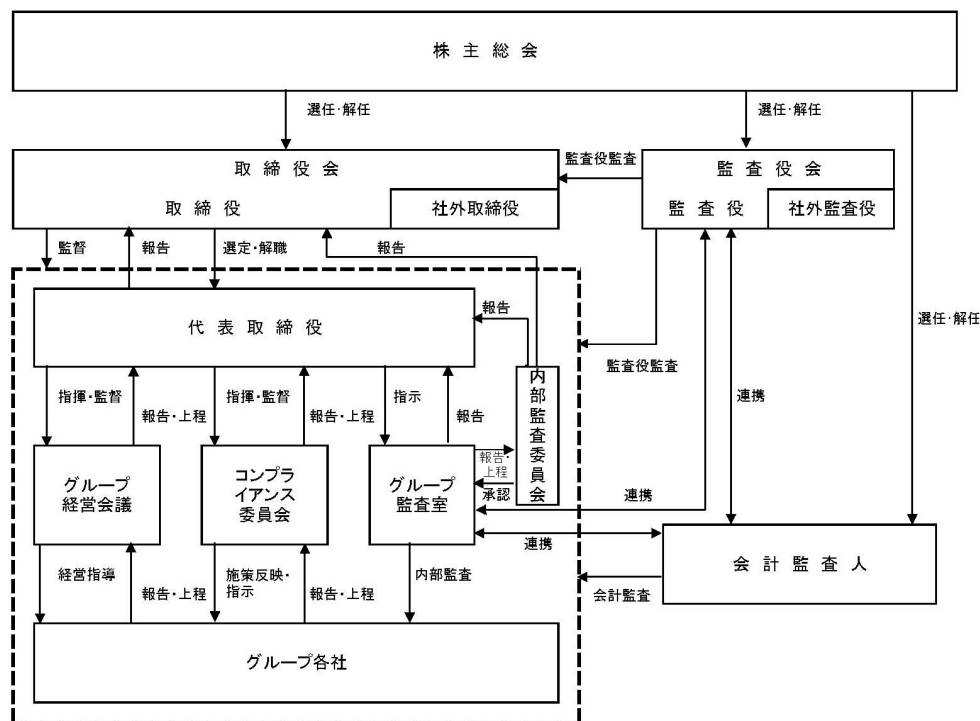 株主総会
選任・解任
選任・解任
取締役会
監査役監査
監査役会
取締役
社外取締役
監査役
社外監査役
監督
報告
選定・解職
報告
代表取締役
報告
選任・解任
監査役監査
指揮・監督
報告・上程
指揮・監督
報告・上程
指示
報告
内部監査委員会
連携
グループ
経営会議
コンプラ
イアンス
委員会
グループ
監査室
報告・
上程
承認
連携
連携
会計監査人
経営指導
報告・上程
施策反映・
指示
報告・上程
内部監査
会計監査
グループ各社